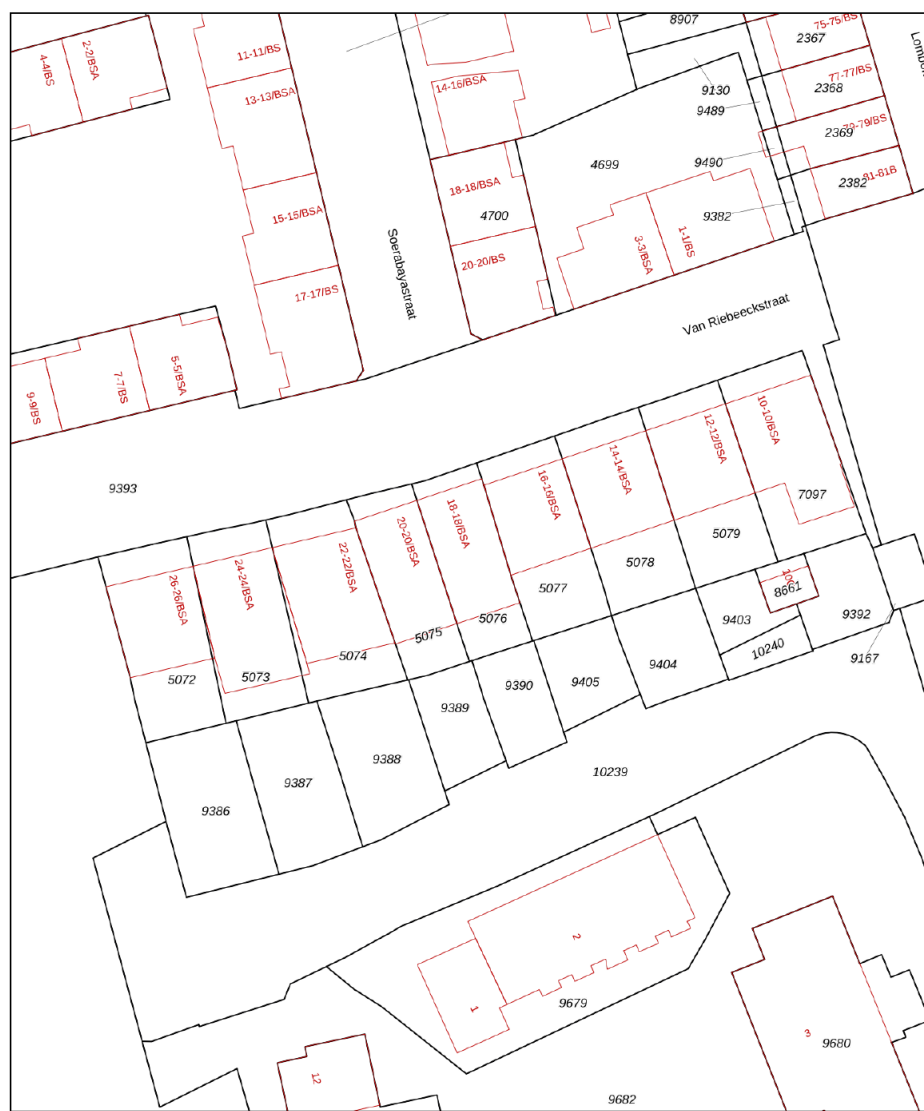 8907
75-75/BS
2367
Lombok
4-4/BS
2-2/BSA
11-11/BS
13-13/BSA
14-16/BSA
9130
9489
77-77/BS
2368
79-79/BS
2369
4699
9490
81-81B
2382
18-18/BSA
4700
9382
15-15/BSA
Soerabayastraat
20-20/BS
3-3/BSA
1-1/BS
17-17/BS
Van Riebeeckstraat
9-9/BS
7-7/BS
5-5/BSA
9393
10-10/BSA
12-12/BSA
14-14/BSA
16-16/BSA
18-18/BSA
20-20/BSA
22-22/BSA
24-24/BSA
26-26/BSA
7097
5079
5078
5077
5076
5075
5074
5073
5072
8661
9403
9392
10240
9167
9404
9405
9390
9389
9388
9387
9386
10239
2
1
9679
3
9680
12
9682